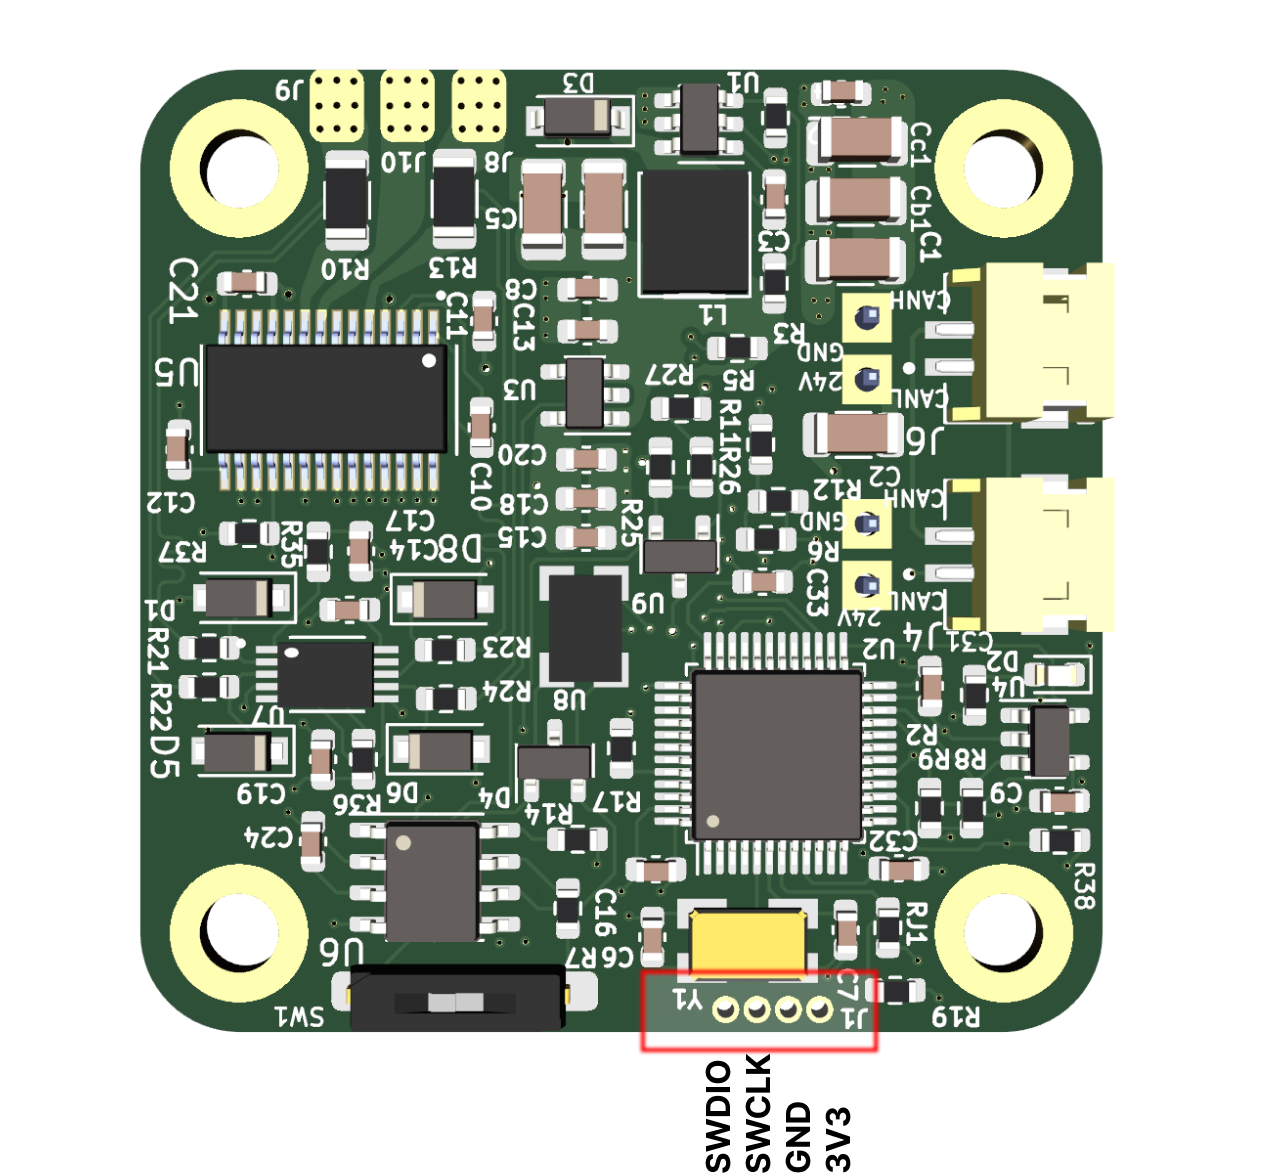 J9
D3
U1
J10
J8
Cc1
Cb1
C1
C5
C3
C21
R10
R13
C8
CANH
C11
C13
L1
R3
GND
U5
U3
R27
R5
24V
CANL
R11
R26
J6
C20
C2
C12
C10
C18
R12
CANH
C17
R25
GND
R37
R35
C14
D8
C15
R6
D1
U9
C33
CANL
24V
J4
C31
R21
R23
U2
D2
R22
R24
U8
U4
U7
D5
R2
R9
R8
C19
R36
D6
D4
R14
R17
C9
C24
C32
R38
C16
RJ1
U6
C6
R7
C7
Y1
SW1
J1
R19
SWDIO
SWCLK
GND
3V3